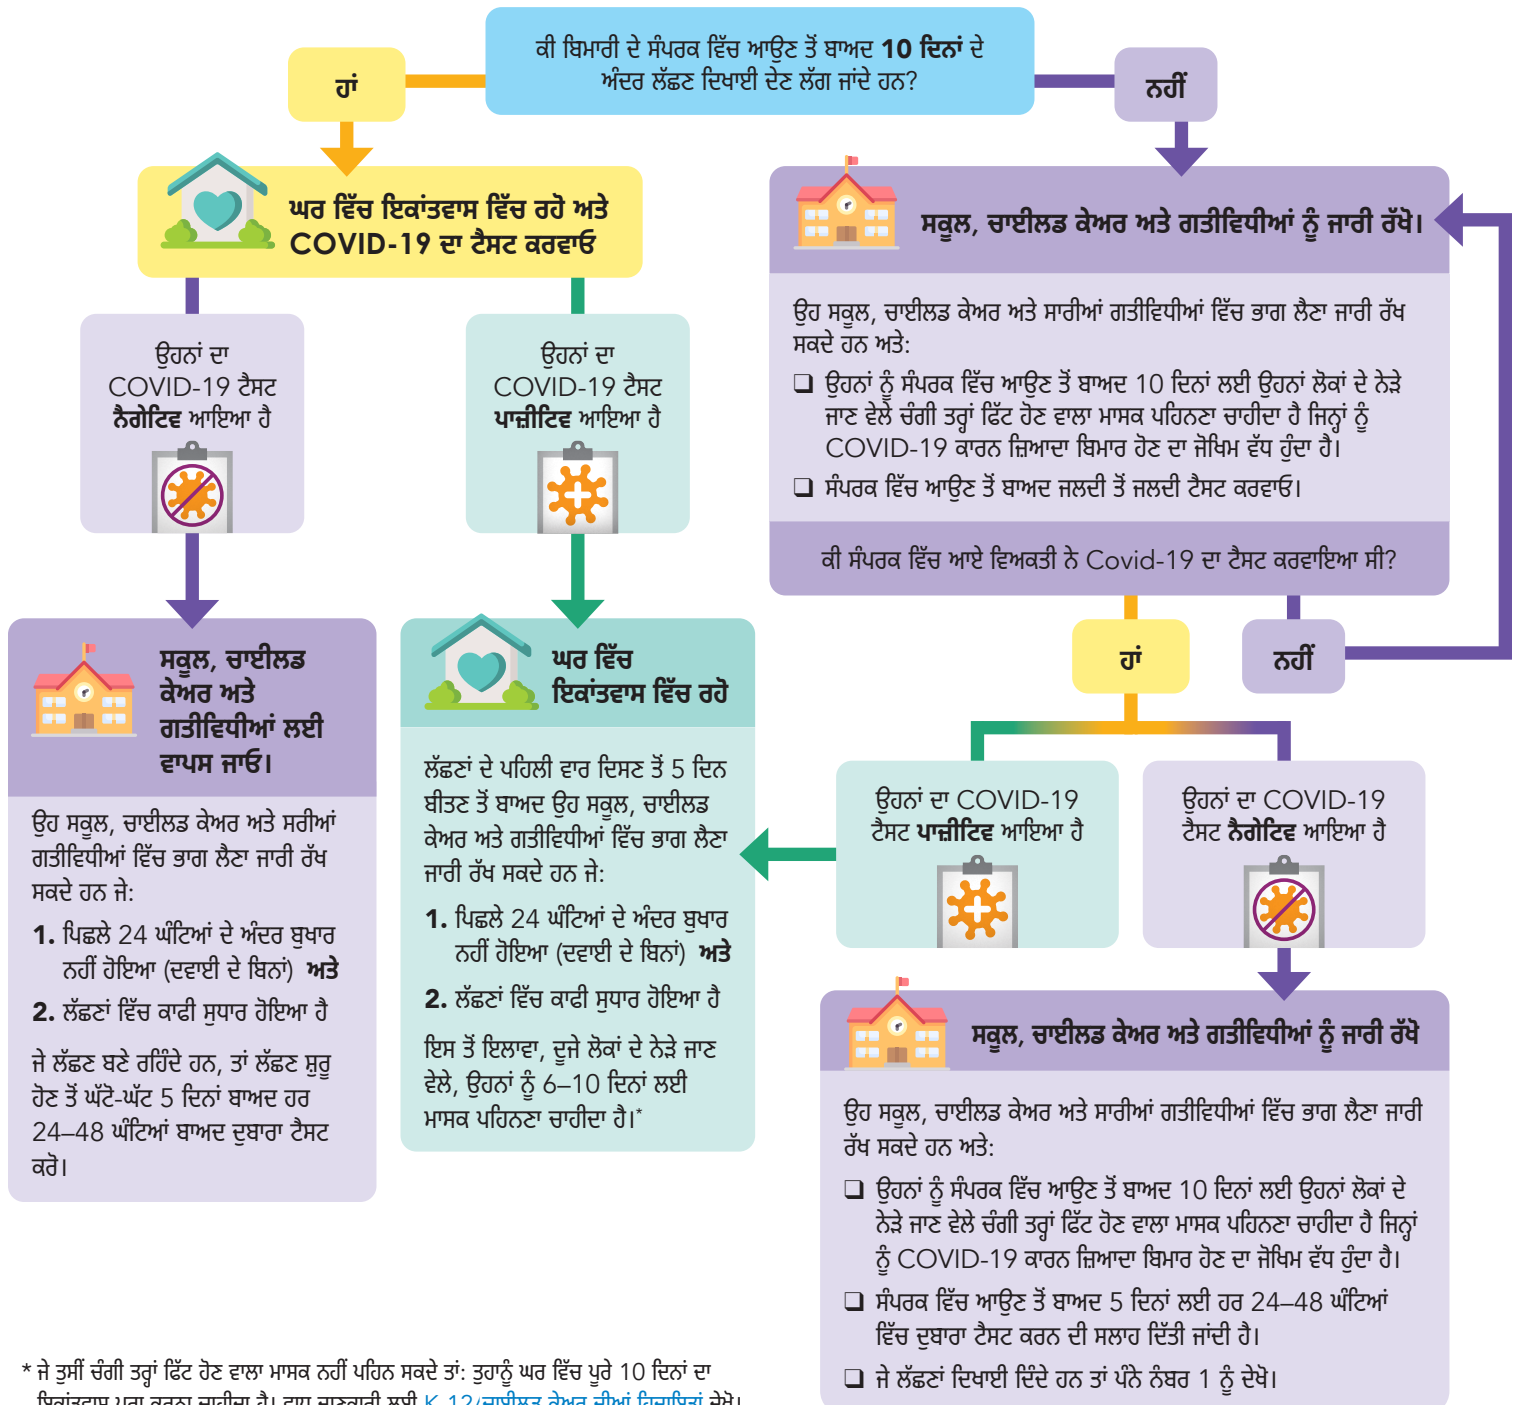 ਕੀ ਬਿਮਾਰੀ ਦੇ ਸੰਪਰਕ ਵਿੱਚ ਆਉਣ ਤੋਂ ਬਾਅਦ 10 ਦਿਨਾਂ ਦੇ
ਅੰਦਰ ਲੱਛਣ ਦਿਖਾਈ ਦੇਣ ਲੱਗ ਜਾਂਦੇ ਹਨ?
ਹਾਂ
ਨਹੀਂ
ਘਰ ਵਿੱਚ ਇਕਾਂਤਵਾਸ ਵਿੱਚ ਰਹੋ ਅਤੇ
COVID-19 ਦਾ ਟੈਸਟ ਕਰਵਾਓ
ਉਹਨਾਂ ਦਾ
COVID-19 ਟੈਸਟ
ਨੈਗੇਟਿਵ ਆਇਆ ਹੈ
ਉਹਨਾਂ ਦਾ
COVID-19 ਟੈਸਟ
ਪਾਜ਼ੀਟਿਵ ਆਇਆ ਹੈ
ਸਕੂਲ, ਚਾਈਲਡ
ਕੇਅਰ ਅਤੇ
ਗਤੀਵਿਧੀਆਂ ਲਈ
ਵਾਪਸ ਜਾਓ।
ਉਹ ਸਕੂਲ, ਚਾਈਲਡ ਕੇਅਰ ਅਤੇ ਸਰੀਆਂ
ਗਤੀਵਿਧੀਆਂ ਵਿੱਚ ਭਾਗ ਲੈਣਾ ਜਾਰੀ ਰੱਖ
ਸਕਦੇ ਹਨ ਜੇ:
1. ਪਿਛਲੇ 24 ਘੰਟਿਆਂ ਦੇ ਅੰਦਰ ਬੁਖਾਰ
ਨਹੀਂ ਹੋਇਆ (ਦਵਾਈ ਦੇ ਬਿਨਾਂ) ਅਤੇ
2. ਲੱਛਣਾਂ ਵਿੱਚ ਕਾਫੀ ਸੁਧਾਰ ਹੋਇਆ ਹੈ
ਜੇ ਲੱਛਣ ਬਣੇ ਰਹਿੰਦੇ ਹਨ, ਤਾਂ ਲੱਛਣ ਸ਼ੁਰੂ
ਹੋਣ ਤੋਂ ਘੱਟੋ-ਘੱਟ 5 ਦਿਨਾਂ ਬਾਅਦ ਹਰ
24–48 ਘੰਟਿਆਂ ਬਾਅਦ ਦੁਬਾਰਾ ਟੈਸਟ
ਕਰੋ।
ਘਰ ਵਿੱਚ
ਇਕਾਂਤਵਾਸ ਵਿੱਚ ਰਹੋ
ਲੱਛਣਾਂ ਦੇ ਪਹਿਲੀ ਵਾਰ ਦਿਸਣ ਤੋਂ 5 ਦਿਨ
ਬੀਤਣ ਤੋਂ ਬਾਅਦ ਉਹ ਸਕੂਲ, ਚਾਈਲਡ
ਕੇਅਰ ਅਤੇ ਗਤੀਵਿਧੀਆਂ ਵਿੱਚ ਭਾਗ ਲੈਣਾ
ਜਾਰੀ ਰੱਖ ਸਕਦੇ ਹਨ ਜੇ:
1. ਪਿਛਲੇ 24 ਘੰਟਿਆਂ ਦੇ ਅੰਦਰ ਬੁਖਾਰ
ਨਹੀਂ ਹੋਇਆ (ਦਵਾਈ ਦੇ ਬਿਨਾਂ) ਅਤੇ
2. ਲੱਛਣਾਂ ਵਿੱਚ ਕਾਫੀ ਸੁਧਾਰ ਹੋਇਆ ਹੈ
ਇਸ ਤੋਂ ਇਲਾਵਾ, ਦੂਜੇ ਲੋਕਾਂ ਦੇ ਨੇੜੇ ਜਾਣ
ਵੇਲੇ, ਉਹਨਾਂ ਨੂੰ 6–10 ਦਿਨਾਂ ਲਈ
ਮਾਸਕ ਪਹਿਨਣਾ ਚਾਹੀਦਾ ਹੈ।*
ਸਕੂਲ, ਚਾਈਲਡ ਕੇਅਰ ਅਤੇ ਗਤੀਵਿਧੀਆਂ ਨੂੰ ਜਾਰੀ ਰੱਖੋ।
ਉਹ ਸਕੂਲ, ਚਾਈਲਡ ਕੇਅਰ ਅਤੇ ਸਾਰੀਆਂ ਗਤੀਵਿਧੀਆਂ ਵਿੱਚ ਭਾਗ ਲੈਣਾ ਜਾਰੀ ਰੱਖ
ਸਕਦੇ ਹਨ ਅਤੇ:
❑ ਉਹਨਾਂ ਨੂੰ ਸੰਪਰਕ ਵਿੱਚ ਆਉਣ ਤੋਂ ਬਾਅਦ 10 ਦਿਨਾਂ ਲਈ ਉਹਨਾਂ ਲੋਕਾਂ ਦੇ ਨੇੜੇ
ਜਾਣ ਵੇਲੇ ਚੰਗੀ ਤਰ੍ਹਾਂ ਫਿੱਟ ਹੋਣ ਵਾਲਾ ਮਾਸਕ ਪਹਿਨਣਾ ਚਾਹੀਦਾ ਹੈ ਜਿਨ੍ਹਾਂ ਨੂੰ
COVID-19 ਕਾਰਨ ਜ਼ਿਆਦਾ ਬਿਮਾਰ ਹੋਣ ਦਾ ਜੋਖਿਮ ਵੱਧ ਹੁੰਦਾ ਹੈ।
❑ ਸੰਪਰਕ ਵਿੱਚ ਆਉਣ ਤੋਂ ਬਾਅਦ ਜਲਦੀ ਤੋਂ ਜਲਦੀ ਟੈਸਟ ਕਰਵਾਓ।
ਕੀ ਸੰਪਰਕ ਵਿੱਚ ਆਏ ਵਿਅਕਤੀ ਨੇ Covid-19 ਦਾ ਟੈਸਟ ਕਰਵਾਇਆ ਸੀ?
ਹਾਂ
ਨਹੀਂ
ਉਹਨਾਂ ਦਾ COVID-19
ਟੈਸਟ ਪਾਜ਼ੀਟਿਵ ਆਇਆ ਹੈ
ਉਹਨਾਂ ਦਾ COVID-19
ਟੈਸਟ ਨੈਗੇਟਿਵ ਆਇਆ ਹੈ
ਸਕੂਲ, ਚਾਈਲਡ ਕੇਅਰ ਅਤੇ ਗਤੀਵਿਧੀਆਂ ਨੂੰ ਜਾਰੀ ਰੱਖੋ
ਉਹ ਸਕੂਲ, ਚਾਈਲਡ ਕੇਅਰ ਅਤੇ ਸਾਰੀਆਂ ਗਤੀਵਿਧੀਆਂ ਵਿੱਚ ਭਾਗ ਲੈਣਾ ਜਾਰੀ
ਰੱਖ ਸਕਦੇ ਹਨ ਅਤੇ:
❑ ਉਹਨਾਂ ਨੂੰ ਸੰਪਰਕ ਵਿੱਚ ਆਉਣ ਤੋਂ ਬਾਅਦ 10 ਦਿਨਾਂ ਲਈ ਉਹਨਾਂ ਲੋਕਾਂ ਦੇ
ਨੇੜੇ ਜਾਣ ਵੇਲੇ ਚੰਗੀ ਤਰ੍ਹਾਂ ਫਿੱਟ ਹੋਣ ਵਾਲਾ ਮਾਸਕ ਪਹਿਨਣਾ ਚਾਹੀਦਾ ਹੈ ਜਿਨ੍ਹਾਂ
ਨੂੰ COVID-19 ਕਾਰਨ ਜ਼ਿਆਦਾ ਬਿਮਾਰ ਹੋਣ ਦਾ ਜੋਖਿਮ ਵੱਧ ਹੁੰਦਾ ਹੈ।
❑ ਸੰਪਰਕ ਵਿੱਚ ਆਉਣ ਤੋਂ ਬਾਅਦ 5 ਦਿਨਾਂ ਲਈ ਹਰ 24–48 ਘੰਟਿਆਂ
ਵਿੱਚ ਦੁਬਾਰਾ ਟੈਸਟ ਕਰਨ ਦੀ ਸਲਾਹ ਦਿੱਤੀ ਜਾਂਦੀ ਹੈ।
❑ ਜੇ ਲੱਛਣਾਂ ਦਿਖਾਈ ਦਿੰਦੇ ਹਨ ਤਾਂ ਪੰਨੇ ਨੰਬਰ 1 ਨੂੰ ਦੇਖੋ।
* ਜੇ ਤੁਸੀਂ ਚੰਗੀ ਤਰ੍ਹਾਂ ਫਿੱਟ ਹੋਣ ਵਾਲਾ ਮਾਸਕ ਨਹੀਂ ਪਹਿਨ ਸਕਦੇ ਤਾਂ: ਤੁਹਾਨੂੰ ਘਰ ਵਿੱਚ ਪੂਰੇ 10 ਦਿਨਾਂ ਦਾ
ਇਕਾਂਤਵਾਸ ਪੂਰਾ ਕਰਨਾ ਚਾਹੀਦਾ ਹੈ। ਵਾਧੂ ਜਾਣਕਾਰੀ ਲਈ K-12/ਚਾਈਲਡ ਕੇਅਰ ਦੀਆਂ ਹਿਦਾਇਤਾਂ ਦੇਖੋ।